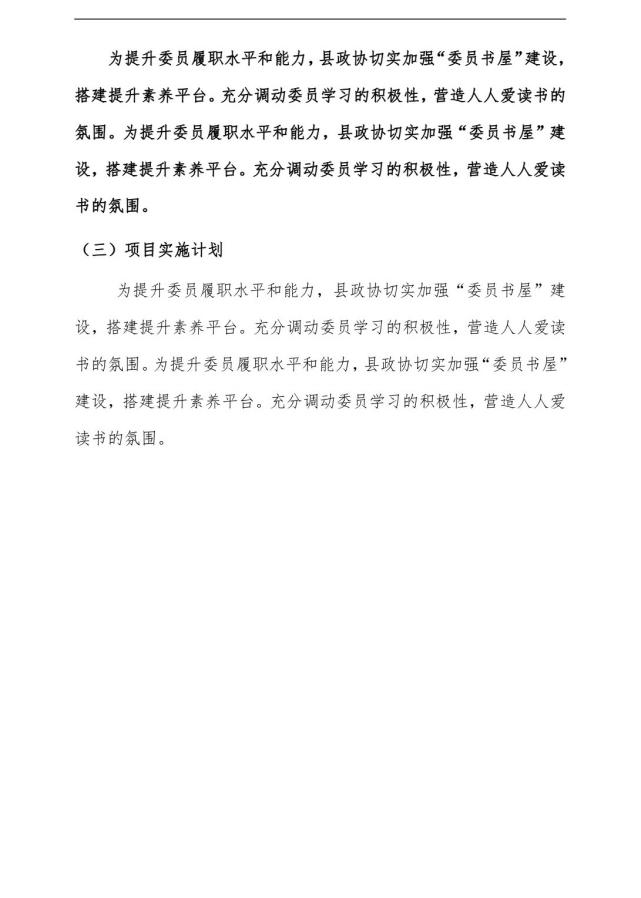 为提升委员履职水平和能力，县政协切实加强“委员书屋”建设，
搭建提升素养平台。充分调动委员学习的积极性，营造人人爱读书的
氛围。为提升委员履职水平和能力，县政协切实加强“委员书屋”建
设，搭建提升素养平台。充分调动委员学习的积极性，营造人人爱读
书的氛围。
（三）项目实施计划
为提升委员履职水平和能力，县政协切实加强“委员书屋”建
设，搭建提升素养平台。充分调动委员学习的积极性，营造人人爱读
书的氛围。为提升委员履职水平和能力，县政协切实加强“委员书屋”
建设，搭建提升素养平台。充分调动委员学习的积极性，营造人人爱
读书的氛围。